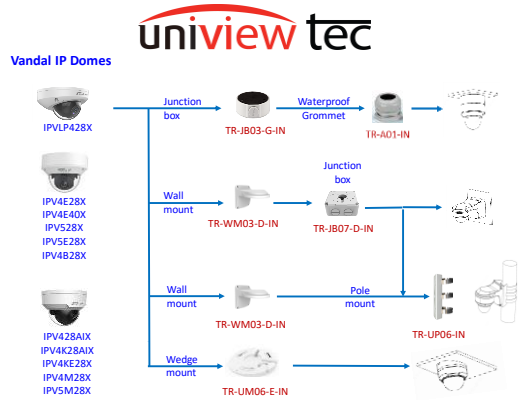 uniview tec
Vandal IP Domes
IPVLP428X
Junction
box
TR-JB03-G-IN
Waterproof
Grommet
TR-A01-IN
IPV4E28X
IPV4E40X
IPV528X
IPV5E28X
IPV4B28X
Wall
mount
TR-WM03-D-IN
Junction
box
TR-JB07-D-IN
Wall
mount
TR-WM03-D-IN
Pole
mount
TR-UP06-IN
IPV428AIX
IPV4K28AIX
IPV4KE28X
IPV4M28X
IPV5M28X
Wedge
mount
TR-UM06-E-IN